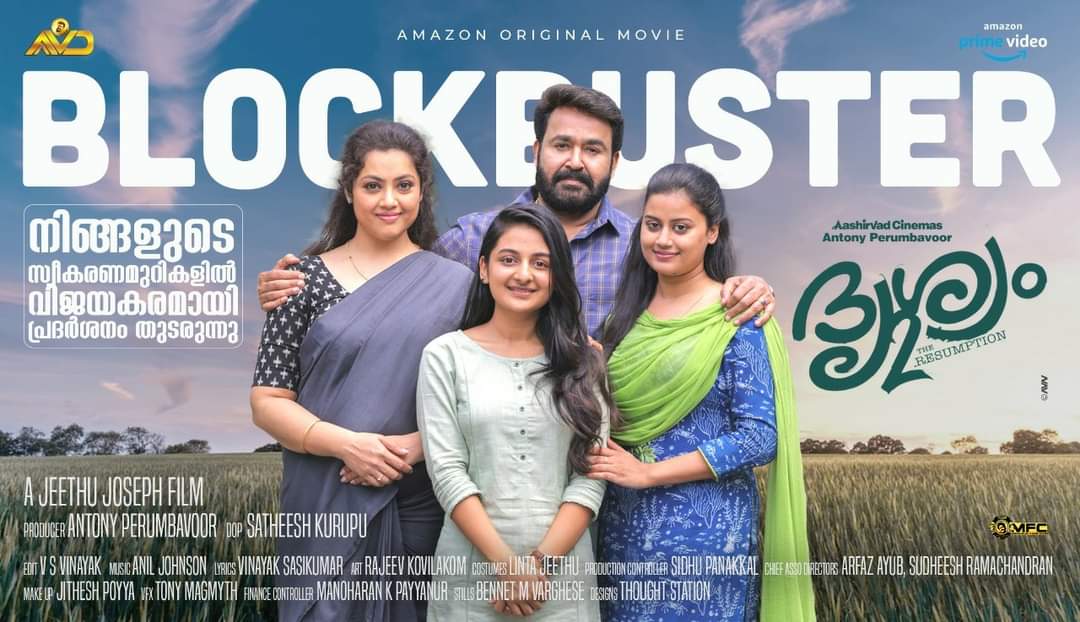 AVD
AMAZON ORIGINAL MOVIE
amazon
prime video
BLOCKBUSTER
നിങ്ങളുടെ
സ്വീകരണമുറികളിൽ
വിജയകരമായി
പ്രദർശനം തുടരുന്നു
Aashirvad Cinemas
Antony Perumbavoor
ദൃശ്യം 2
THE
RESUMPTION
A JEETHU JOSEPH FILM
PRODUCER ANTONY PERUMBAVOOR DOP SATHEESH KURUPU
MFC
EDIT V S VINAYAK MUSIC ANIL JOHNSON LYRICS VINAYAK SASIKUMAR ART RAJEEV KOVILAKOM COSTUMES LINTA JEETHU PRODUCTION CONTROLLER SIDHU PANAKKAL CHIEF ASSO DIRECTORS ARFAZ AYUB, SUDHEESH RAMACHANDRAN
MAKE UP JITHESH POYYA VFX TONY MAGMYTH FINANCE CONTROLLER MANOHARAN K PAYYANUR STILLS BENNET M VARGHESE DESIGNS THOUGHT STATION